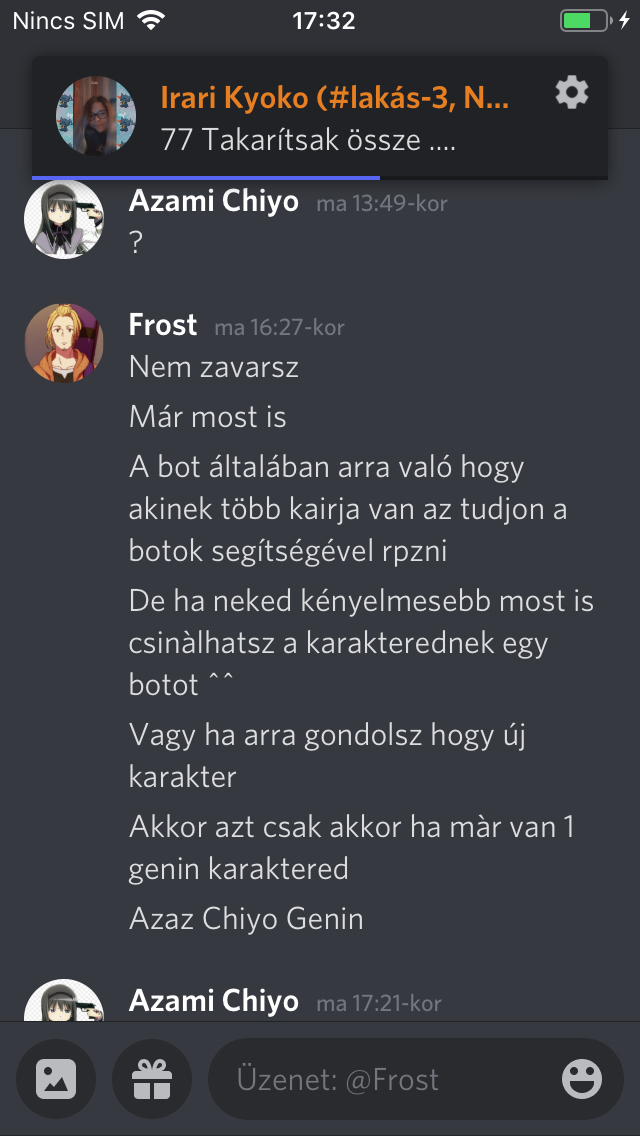 Nincs SIM 17:32
Irari Kyoko (#lakás-3, N...
77 Takarítsak össze ....
Azami Chiyo ma 13:49-kor
?
Frost ma 16:27-kor
Nem zavarsz
Már most is
A bot általában arra való hogy
akinek több kairja van az tudjon a
botok segítségével rpzni
De ha neked kényelmesebb most is
csinàlhatsz a karakterednek egy
botot ^^
Vagy ha arra gondolsz hogy új
karakter
Akkor azt csak akkor ha màr van 1
genin karaktered
Azaz Chiyo Genin
Azami Chiyo ma 17:21-kor
Üzenet: @Frost